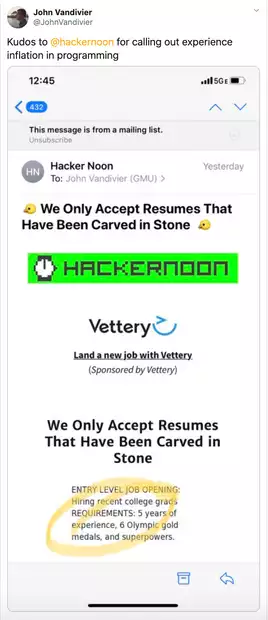 John Vandivier
@JohnVandivier
Kudos to @hackernoon for calling out experience
inflation in programming
12:45
5GE
432
This message is from a mailing list.
Unsubscribe
HN
Hacker Noon
Yesterday
To: John Vandivier (GMU)
We Only Accept Resumes That
Have Been Carved in Stone
HACKERNOON
Vettery
Land a new job with Vettery
(Sponsored by Vettery)
We Only Accept Resumes
That Have Been Carved in
Stone
ENTRY LEVEL JOB OPENING:
Hiring recent college grads
REQUIREMENTS: 5 years of
experience, 6 Olympic gold
medals, and superpowers.